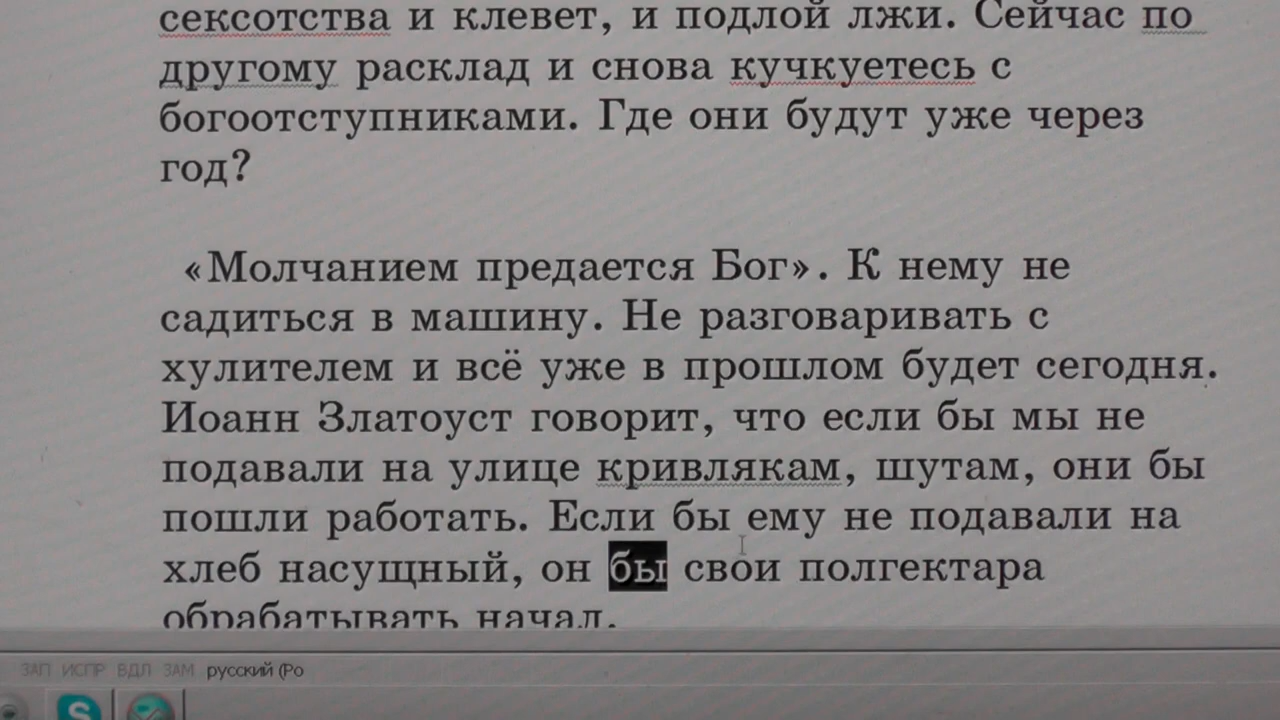 сексотства и клевет, и подлой лжи. Сейчас по
другому расклад и снова кучкуетесь с
богоотступниками. Где они будут уже через
год?
«Молчанием предается Бог». К нему не
садиться в машину. Не разговаривать с
хулителем и всё уже в прошлом будет сегодня.
Иоанн Златоуст говорит, что если бы мы не
подавали на улице кривлякам, шутам, они бы
пошли работать. Если бы ему не подавали на
хлеб насущный, он бы свои полгектара
обрабатывать начал.
ЗАП ИСПР ВДЛ ЗАМ русский (Ро